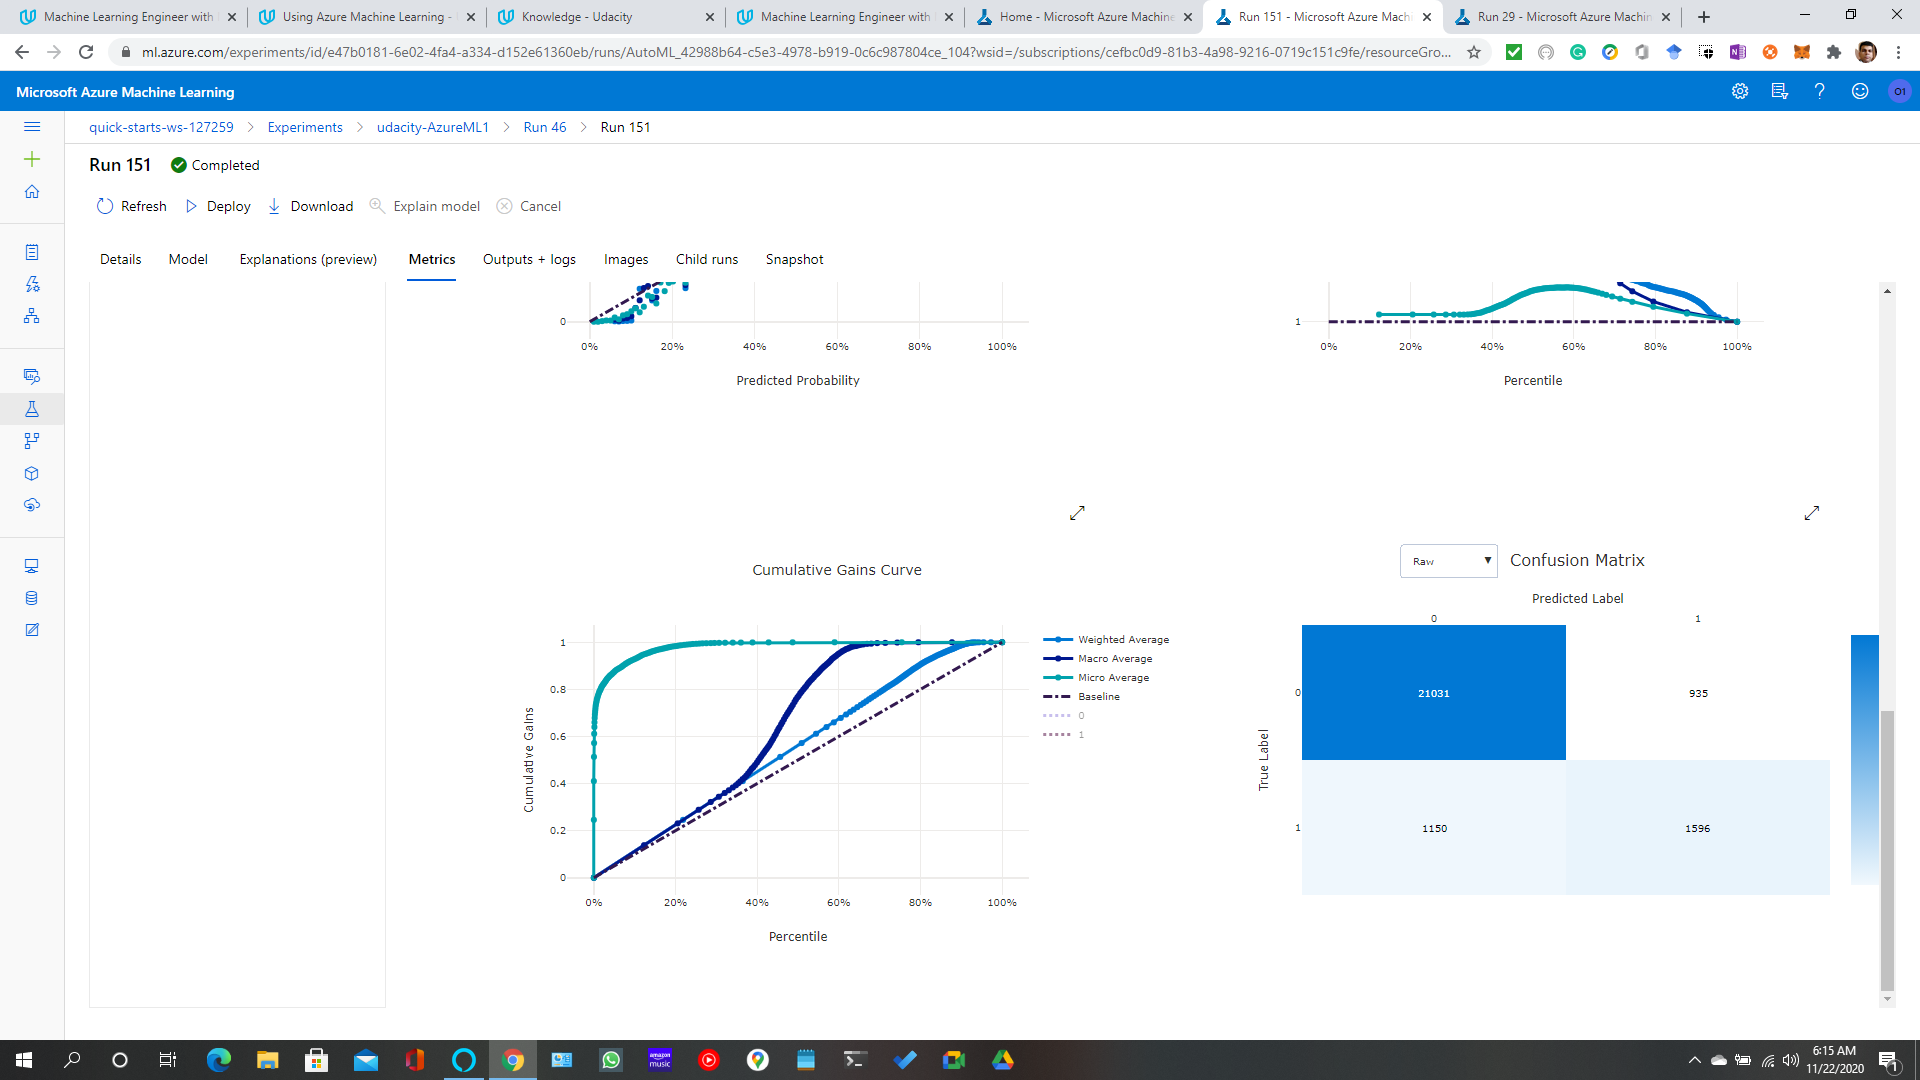 Machine Learning Engineer with
Using Azure Machine Learning -
Knowledge - Udacity
Machine Learning Engineer with
Home - Microsoft Azure Machine
Run 151 - Microsoft Azure Machi
Run 29 - Microsoft Azure Machin
ml.azure.com/experiments/id/e47b0181-6e02-4fa4-a334-d152e61360eb/runs/AutoML_42988b64-c5e3-4978-b919-0c6c987804ce_104?wsid=/subscriptions/cefbc0d9-81b3-4a98-9216-0719c151c9fe/resourceGro...
Microsoft Azure Machine Learning
O1
quick-starts-ws-127259 > Experiments > udacity-AzureML1 > Run 46 > Run 151
Run 151 Completed
Refresh Deploy Download Explain model Cancel
Details Model Explanations (preview) Metrics Outputs + logs Images Child runs Snapshot
0
0% 20% 40% 60% 80% 100%
Predicted Probability
1
0% 20% 40% 60% 80% 100%
Percentile
Cumulative Gains Curve
1
0.8
0.6
0.4
0.2
0
Cumulative Gains
0% 20% 40% 60% 80% 100%
Percentile
Weighted Average
Macro Average
Micro Average
Baseline
0
1
Raw
Confusion Matrix
Predicted Label
0 1
True Label
0 21031 935
1 1150 1596
amazon music
6:15 AM
11/22/2020
1